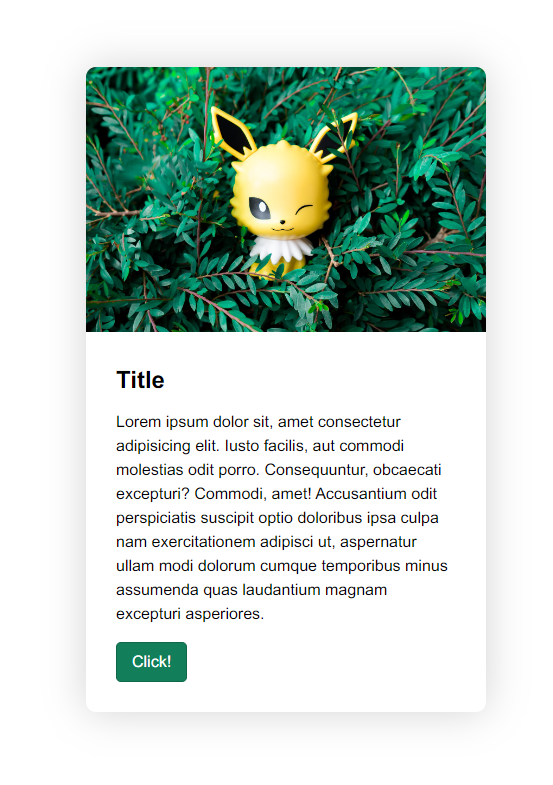 Title
Lorem ipsum dolor sit, amet consectetur
adipisicing elit. Iusto facilis, aut commodi
molestias odit porro. Consequuntur, obcaecati
excepturi? Commodi, amet! Accusantium odit
perspiciatis suscipit optio doloribus ipsa culpa
nam exercitationem adipisci ut, aspernatur
ullam modi dolorum cumque temporibus minus
assumenda quas laudantium magnam
excepturi asperiores.
Click!